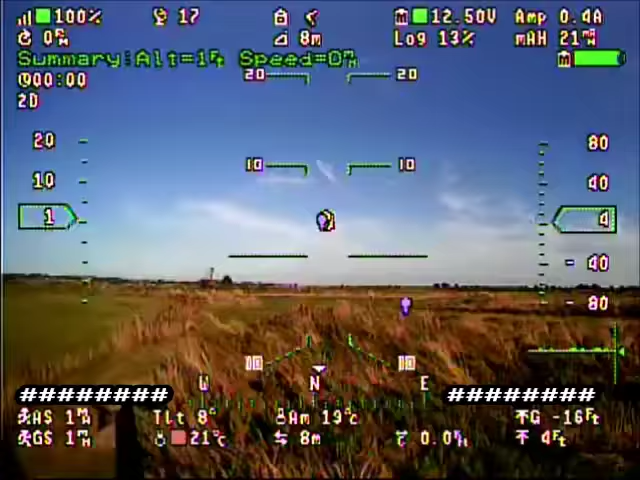 100% 17 12.50V Amp 0.4A
0 8m Log 13% mAH 21
Summary:Alt=1Ft Speed=0
00:00
2D
20 20
20 80
10 10 10 40
1 4
- 40
- 80
10 10
W N E
######## ########
AS 1 Tlt 8° Am 19°C G -16Ft
GS 1 21°C 8m 0.0 4Ft